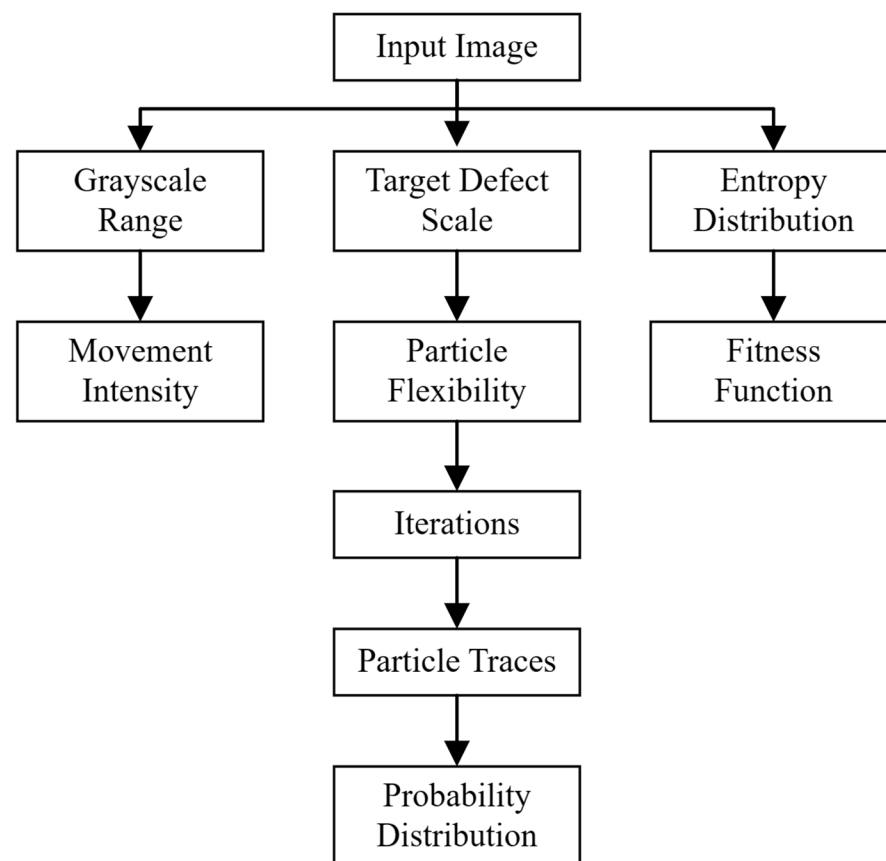 Input Image
Grayscale
Range
Target Defect
Scale
Entropy
Distribution
Movement
Intensity
Particle
Flexibility
Fitness
Function
Iterations
Particle Traces
Probability
Distribution